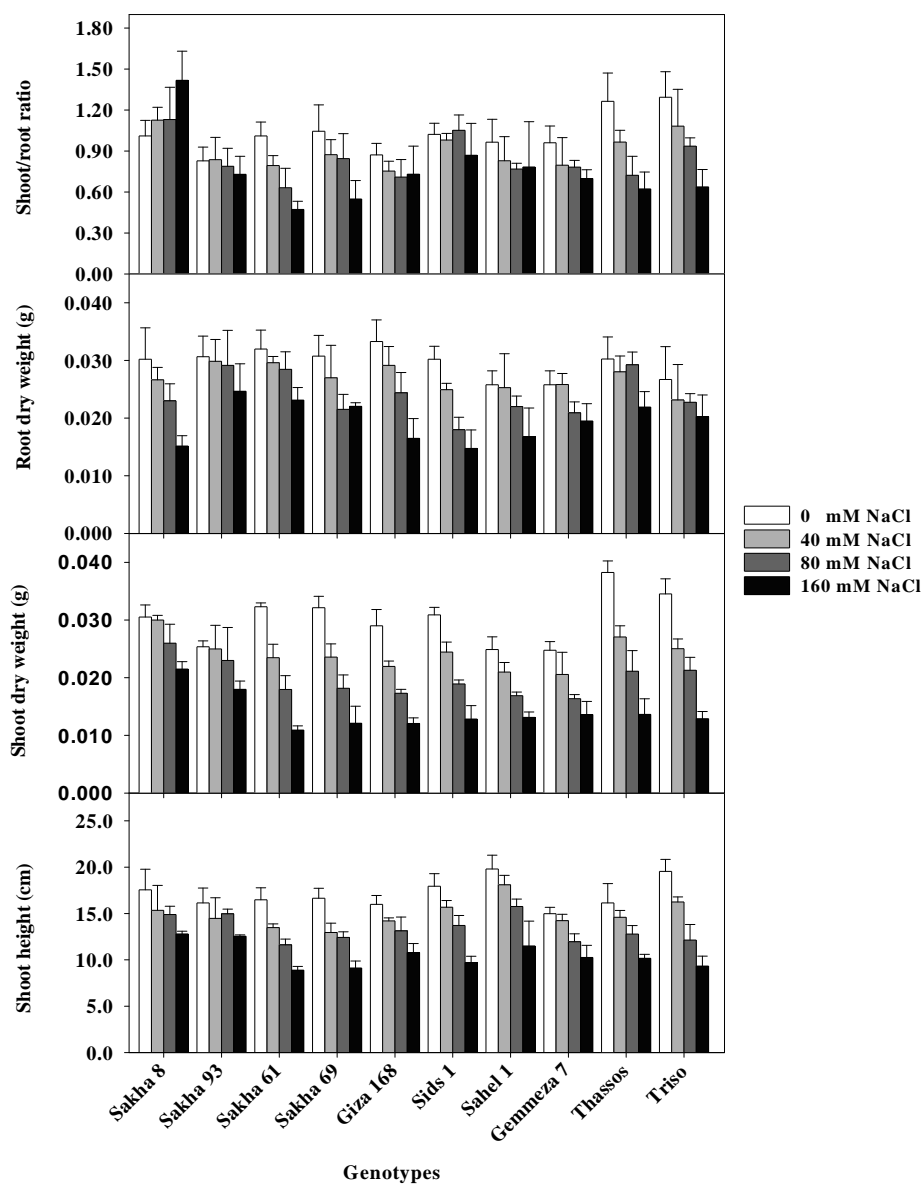 1.80
1.50
1.20
0.90
0.60
0.30
0.00
Shoot/root ratio
0.040
0.030
0.020
0.010
0.000
Root dry weight (g)
0.040
0.030
0.020
0.010
0.000
Shoot dry weight (g)
25.0
20.0
15.0
10.0
5.0
0.0
Shoot height (cm)
Sakha 8
Sakha 93
Sakha 61
Sakha 69
Giza 168
Sids 1
Sahel 1
Gemmeza 7
Thassos
Triso
Genotypes
0 mM NaCl
40 mM NaCl
80 mM NaCl
160 mM NaCl